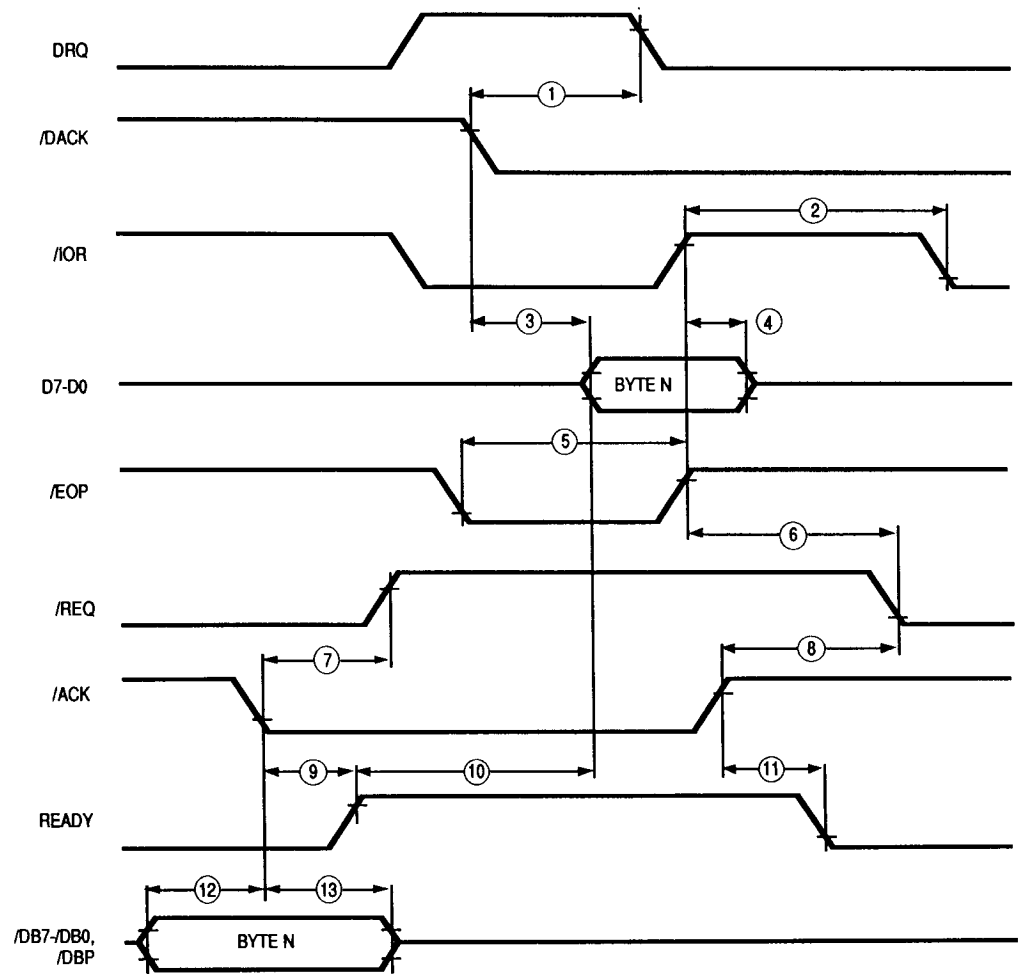 DRQ
①
/DACK
②
/IOR
③
④
D7-D0
BYTE N
⑤
/EOP
⑥
/REQ
⑦
⑧
/ACK
⑨
⑩
⑪
READY
⑫
⑬
/DB7-/DB0,
/DBP
BYTE N